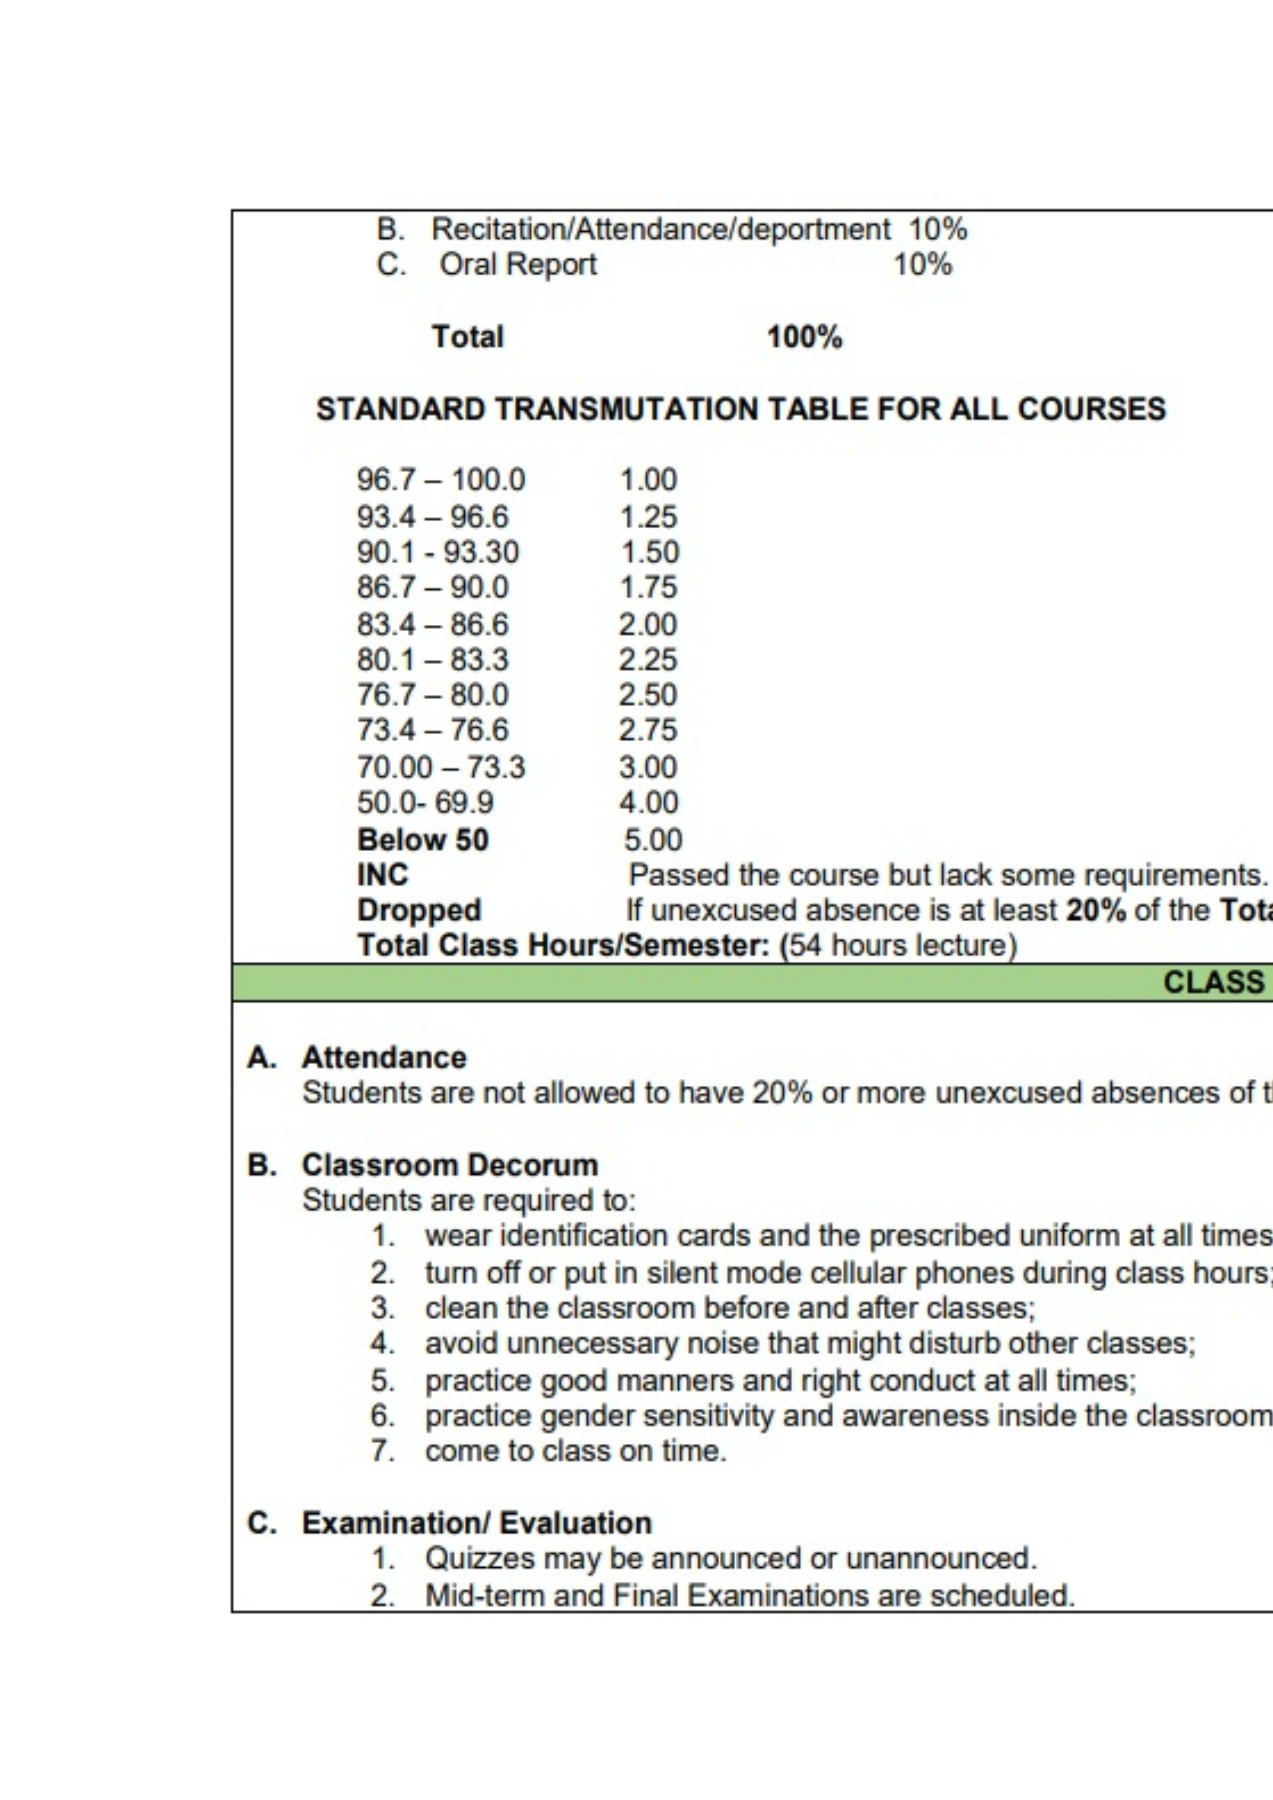 B. Recitation/Attendance/deportment 10%
C. Oral Report 10%
Total 100%
STANDARD TRANSMUTATION TABLE FOR ALL COURSES
96.7 – 100.0 1.00
93.4 – 96.6 1.25
90.1 - 93.30 1.50
86.7 – 90.0 1.75
83.4 – 86.6 2.00
80.1 – 83.3 2.25
76.7 – 80.0 2.50
73.4 – 76.6 2.75
70.00 – 73.3 3.00
50.0- 69.9 4.00
Below 50 5.00
INC Passed the course but lack some requirements.
Dropped If unexcused absence is at least 20% of the
Total Class Hours/Semester: (54 hours lecture)
CLASS
A. Attendance
Students are not allowed to have 20% or more unexcused absences of
B. Classroom Decorum
Students are required to:
1. wear identification cards and the prescribed uniform at all times
2. turn off or put in silent mode cellular phones during class hours;
3. clean the classroom before and after classes;
4. avoid unnecessary noise that might disturb other classes;
5. practice good manners and right conduct at all times;
6. practice gender sensitivity and awareness inside the classroom
7. come to class on time.
C. Examination/ Evaluation
1. Quizzes may be announced or unannounced.
2. Mid-term and Final Examinations are scheduled.